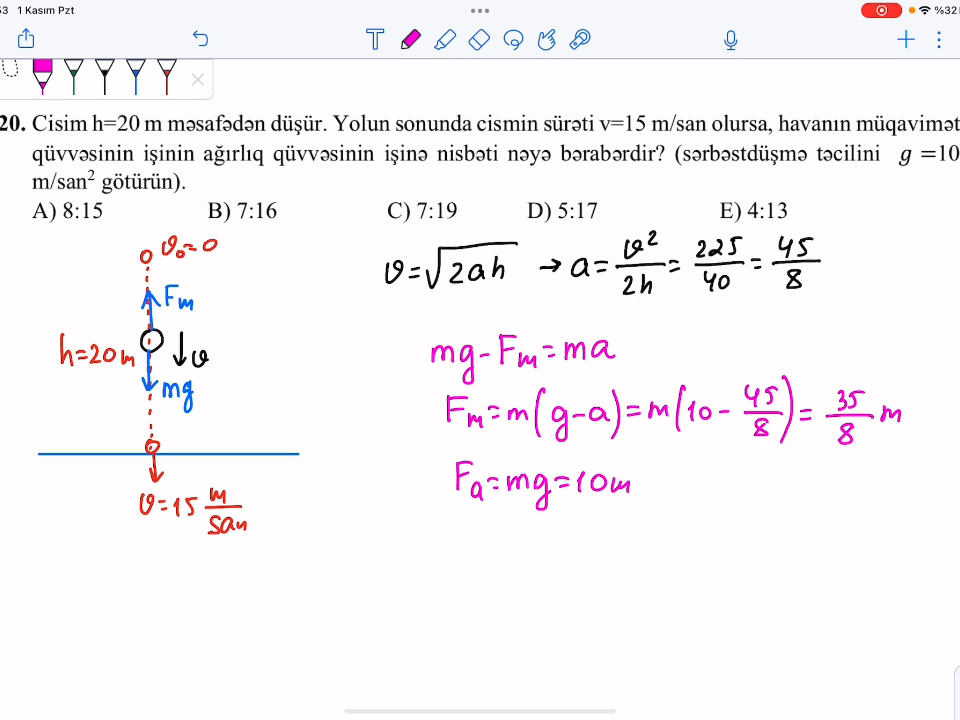 53 1 Kasım Pzt %32
20. Cisim h=20 m məsafədən düşür. Yolun sonunda cismin sürəti v=15 m/san olursa, havanın müqavimət
qüvvəsinin işinin ağırlıq qüvvəsinin işinə nisbəti nəyə bərabərdir? (sərbəstdüşmə təcilini g =10
m/san² götürün).
A) 8:15 B) 7:16 C) 7:19 D) 5:17 E) 4:13
ϑ₀=0
Fm
h=20m
ϑ
mg
ϑ=15 m/san
ϑ=√2ah → a=ϑ²/2h=225/40=45/8
mg-Fm=ma
Fm=m(g-a)=m(10-45/8)=35/8 m
Fa=mg=10m